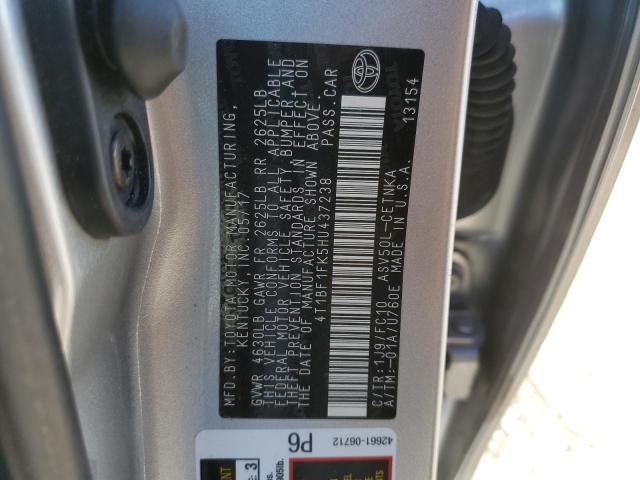 MFD.BY:TOYOTA MOTOR MANUFACTURING,
KENTUCKY, INC. 05/17
GVWR 4630LB GAWR FR 2625LB RR 2625LB
THIS VEHICLE CONFORMS TO ALL APPLICABLE
FEDERAL MOTOR VEHICLE SAFETY, BUMPER, AND
THEFT PREVENTION STANDARDS IN EFFECT ON
THE DATE OF MANUFACTURE SHOWN ABOVE.
4T1BF1FK5HU437238 PASS.CAR
C/TR:1J9/FC10 ASV50L-CETNKA
A/TM:-01A/U760E MADE IN U.S.A.
13154
P6
42661-06712
3